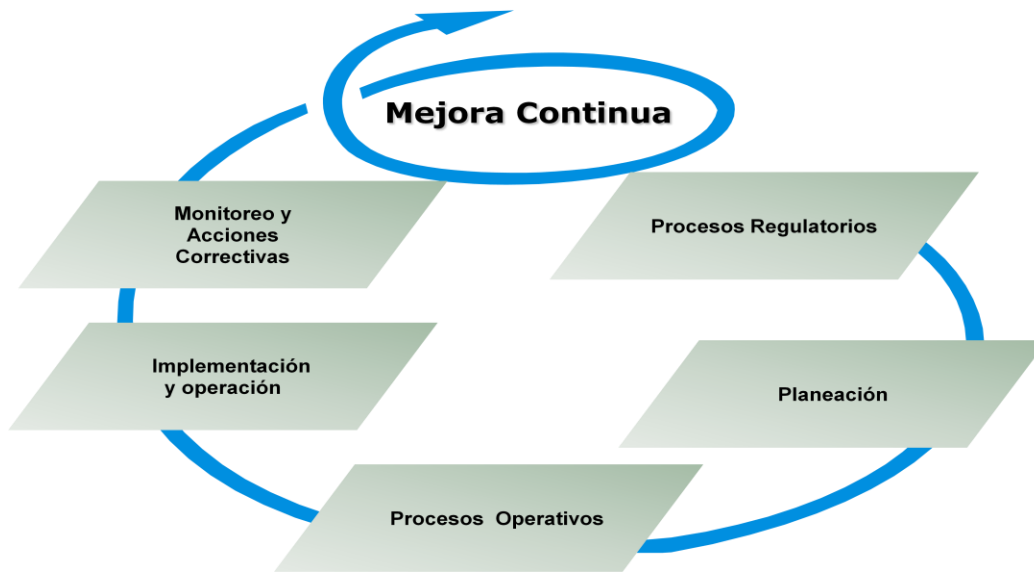 Mejora Continua
Monitoreo y
Acciones
Correctivas
Procesos Regulatorios
Implementación
y operación
Planeación
Procesos Operativos